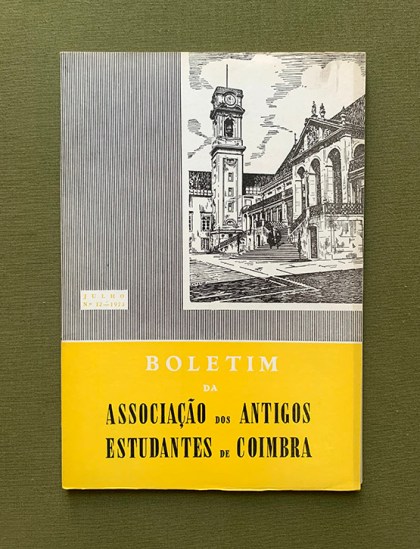 JULHO
BOLETIM
DA
ASSOCIAÇÃO DOS ANTIGOS
ESTUDANTES DE COIMBRA